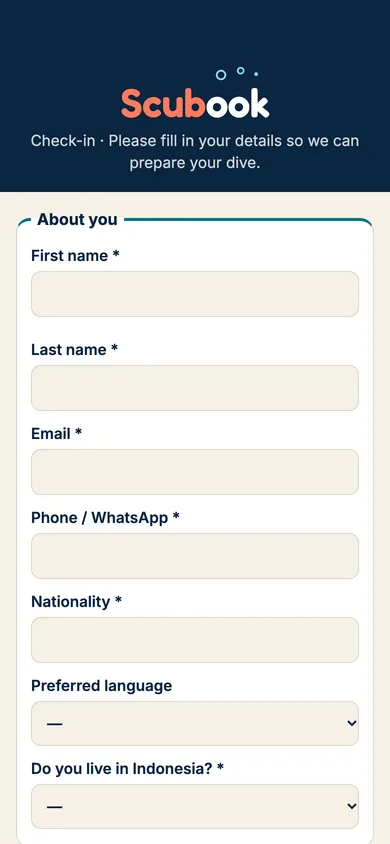 Scubook
Check-in · Please fill in your details so we can
prepare your dive.
About you
First name *
Last name *
Email *
Phone / WhatsApp *
Nationality *
Preferred language
—
Do you live in Indonesia? *
—